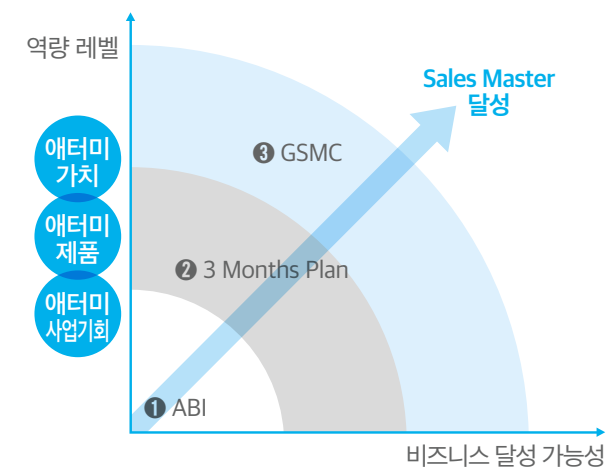 역량 레벨
Sales Master
달성
❸ GSMC
애터미
가치
애터미
제품
❷ 3 Months Plan
애터미
사업기회
❶ ABI
비즈니스 달성 가능성